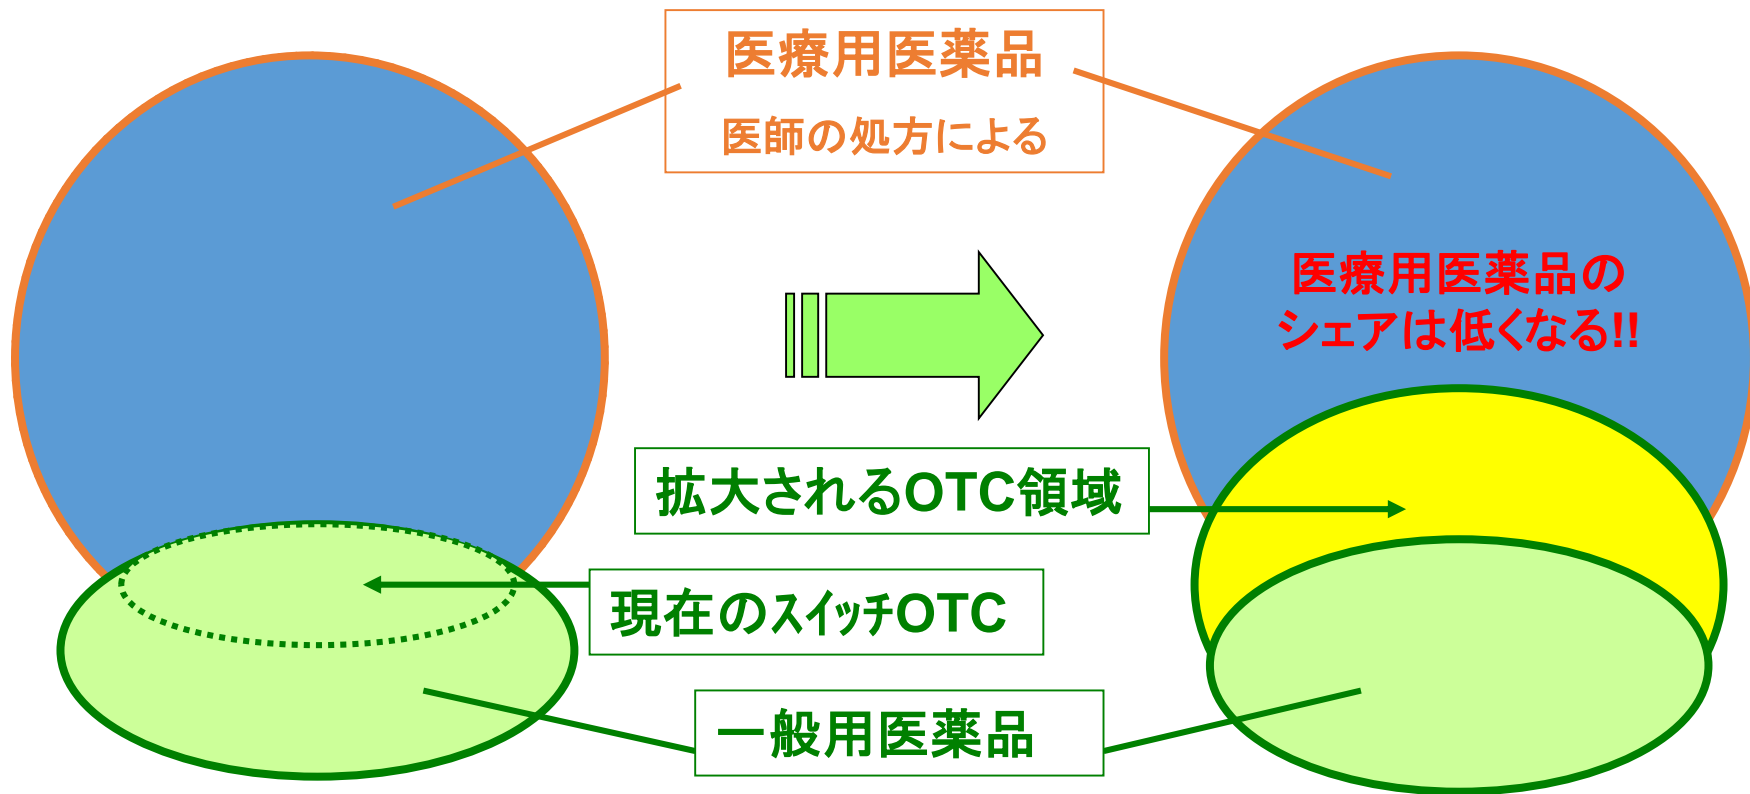 医療用医薬品
医師の処方による
医療用医薬品の
シェアは低くなる!!
拡大されるOTC領域
現在のスイッチOTC
一般用医薬品